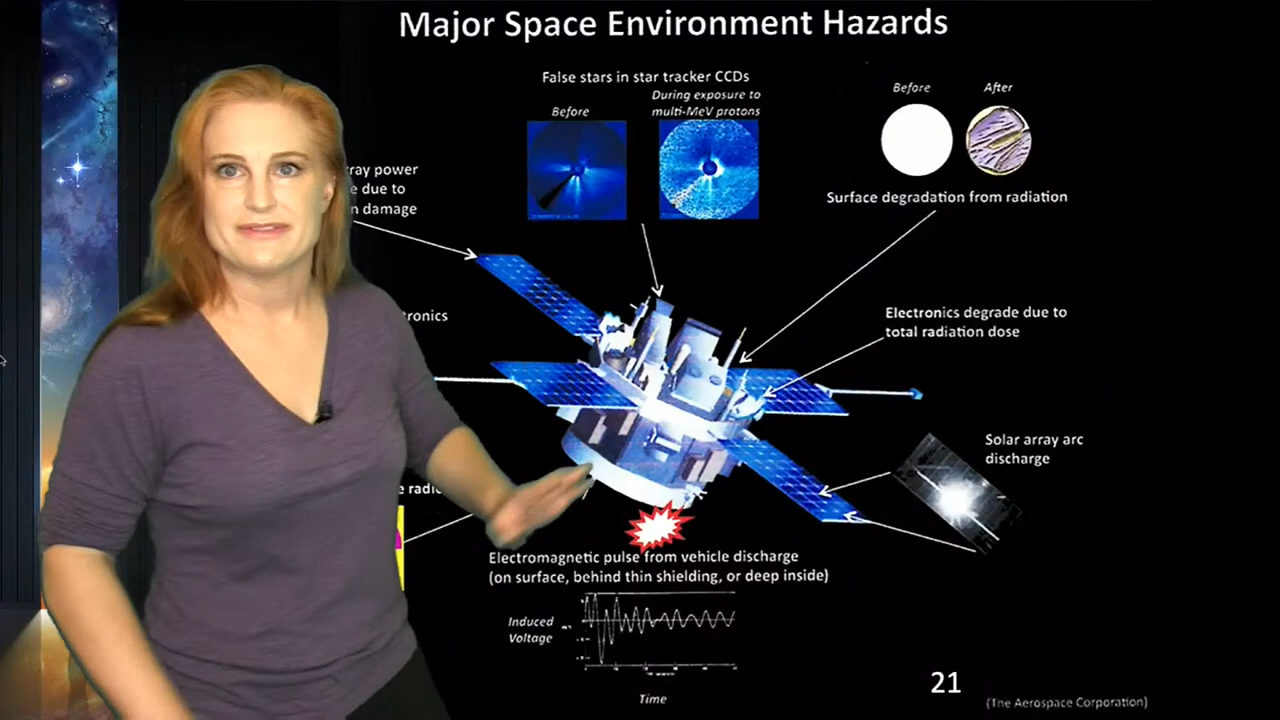 Major Space Environment Hazards
False stars in star tracker CCDs
Before
During exposure to
multi-MeV protons
Before
After
Surface degradation from radiation
power
due to
damage
Electronics degrade due to
total radiation dose
Solar array arc
discharge
Electromagnetic pulse from vehicle discharge
(on surface, behind thin shielding, or deep inside)
Induced
Voltage
Time
21
(The Aerospace Corporation)